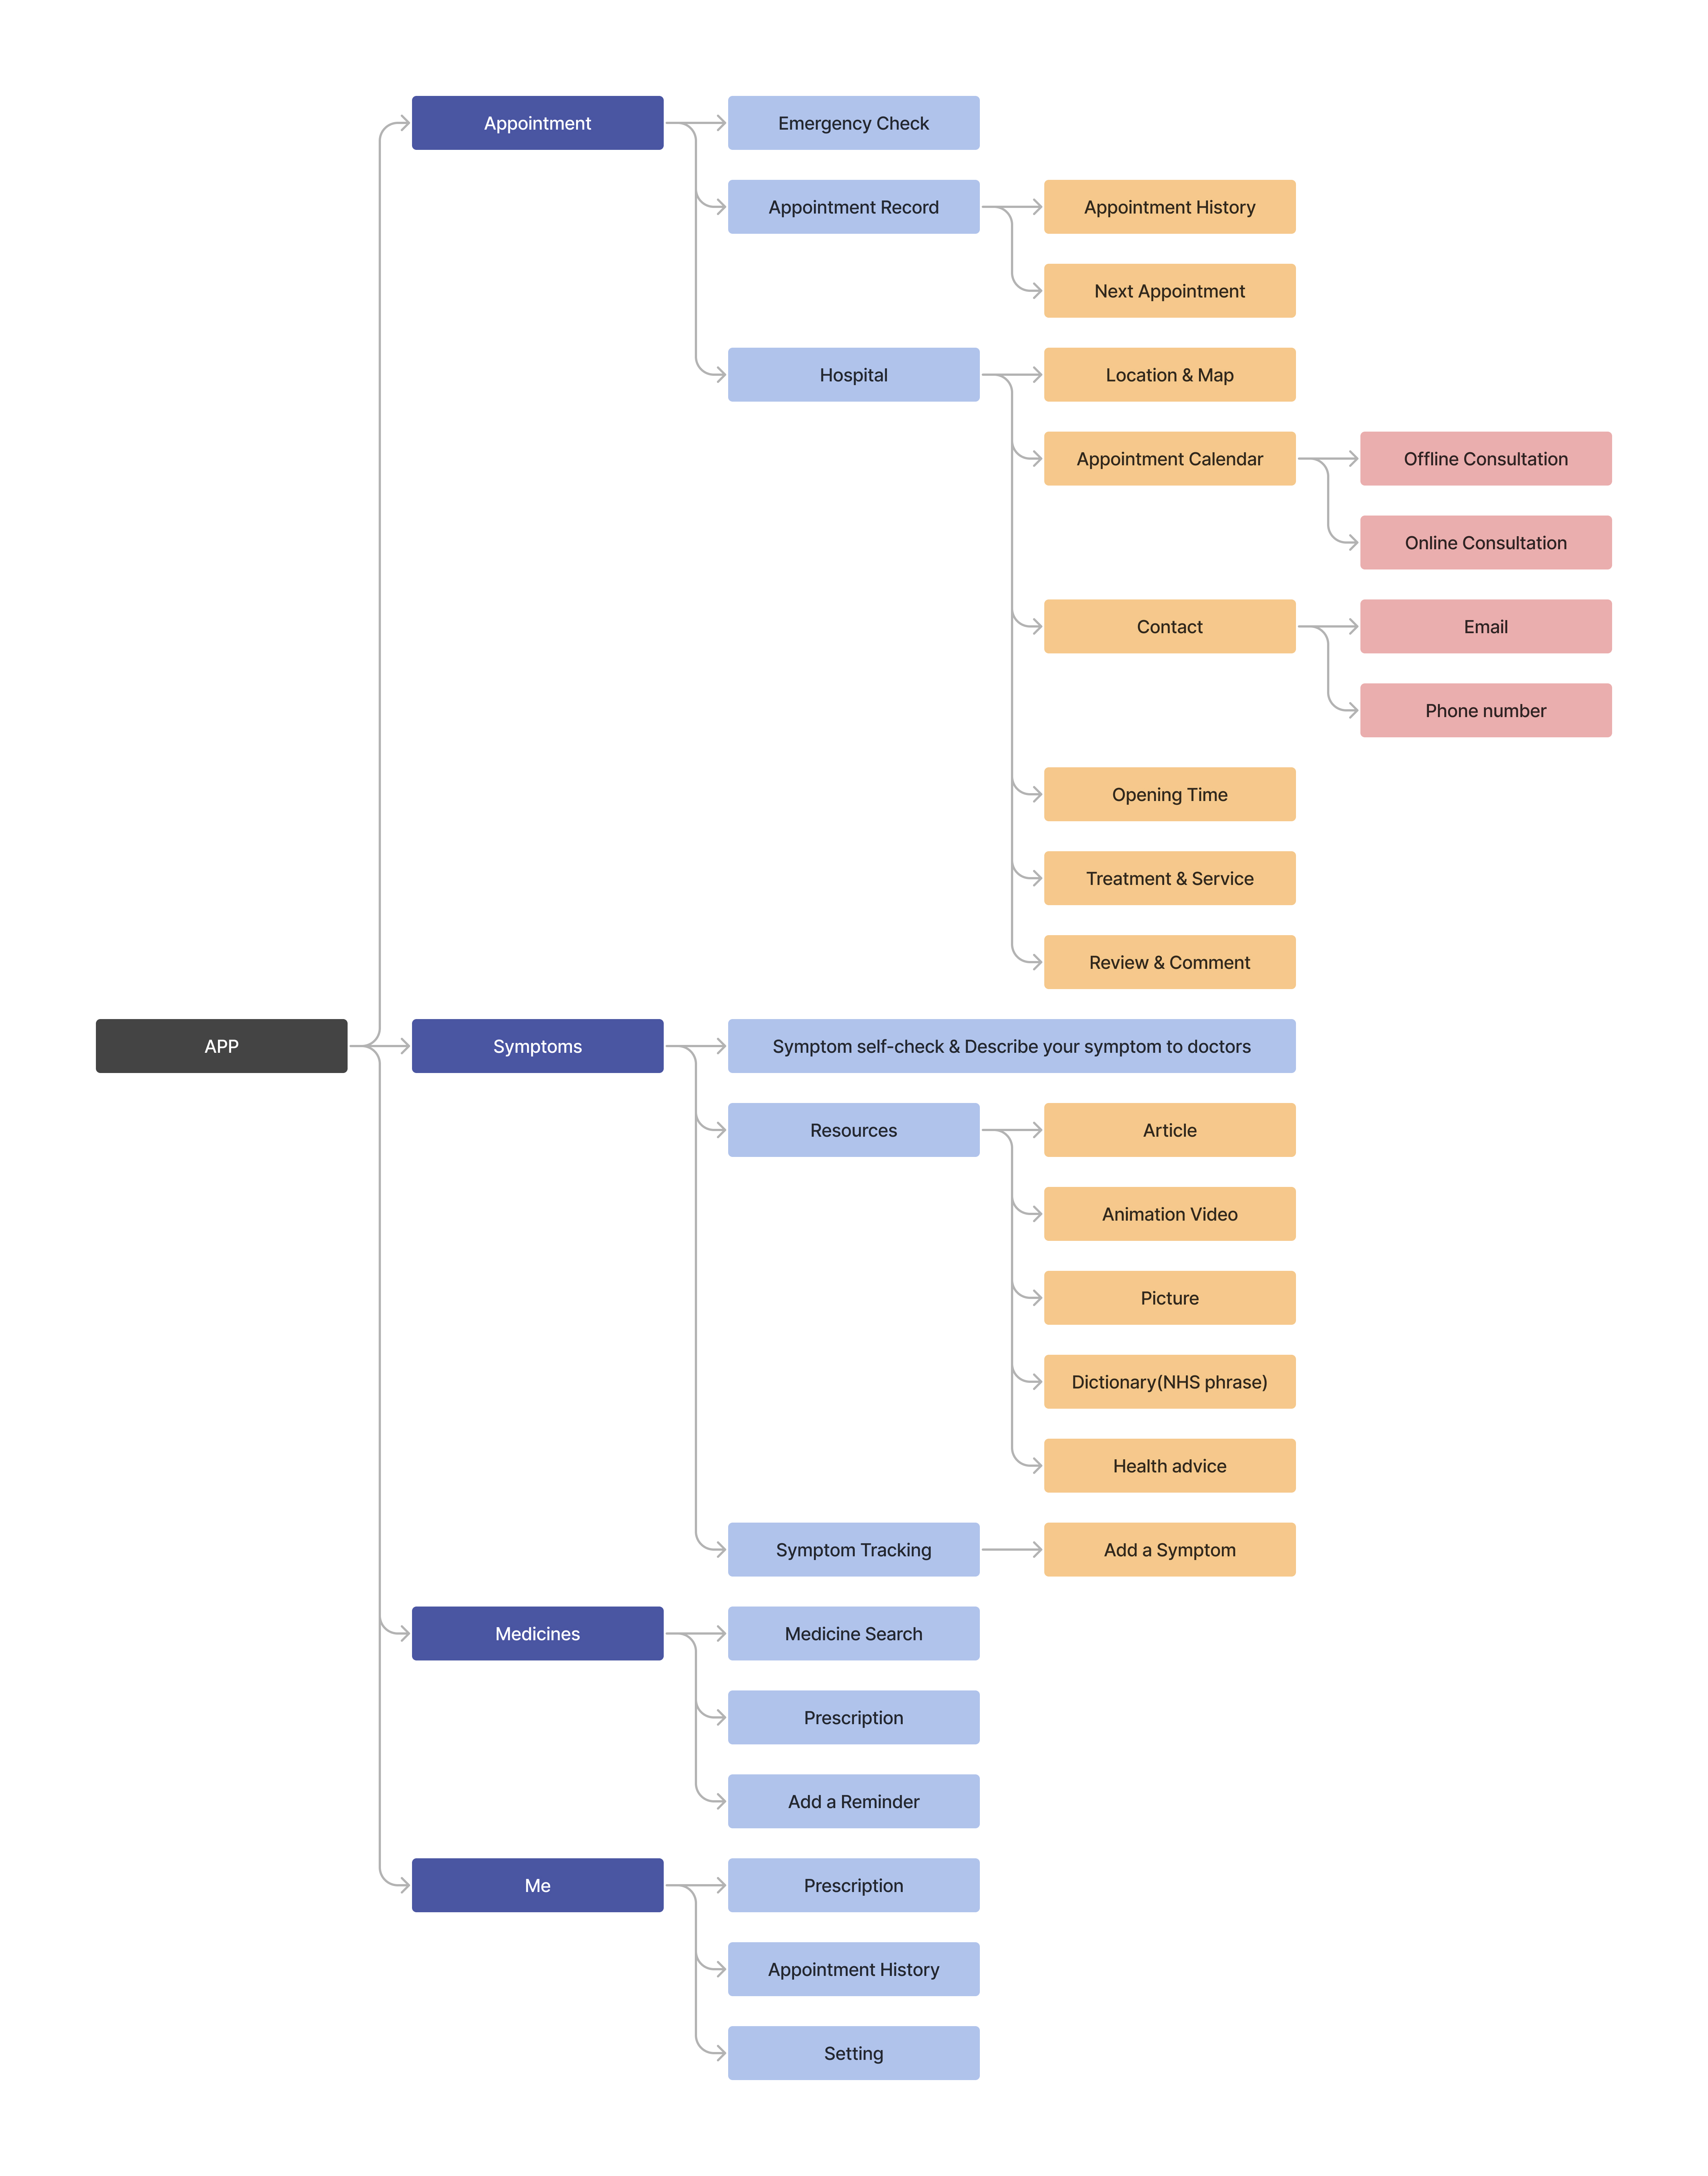 Appointment
Emergency Check
Appointment Record
Appointment History
Next Appointment
Hospital
Location & Map
Appointment Calendar
Offline Consultation
Online Consultation
Contact
Email
Phone number
Opening Time
Treatment & Service
Review & Comment
APP
Symptoms
Symptom self-check & Describe your symptom to doctors
Resources
Article
Animation Video
Picture
Dictionary(NHS phrase)
Health advice
Symptom Tracking
Add a Symptom
Medicines
Medicine Search
Prescription
Add a Reminder
Me
Prescription
Appointment History
Setting